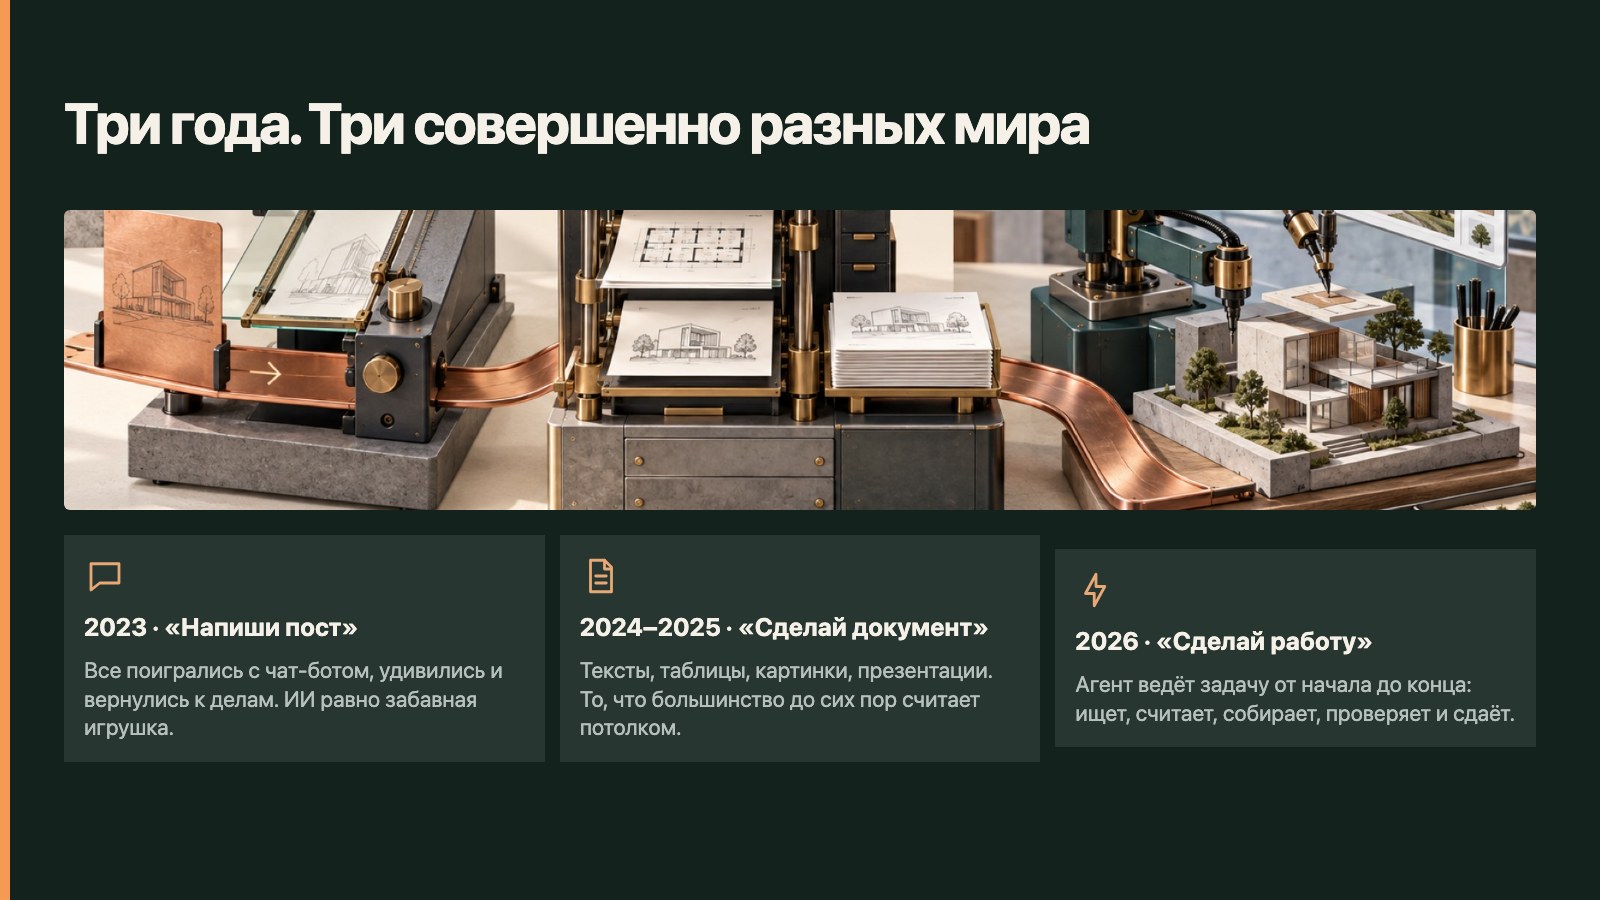 Три года. Три совершенно разных мира
2023 · «Напиши пост»
Все поигрались с чат-ботом, удивились и
вернулись к делам. ИИ равно забавная
игрушка.
2024–2025 · «Сделай документ»
Тексты, таблицы, картинки, презентации.
То, что большинство до сих пор считает
потолком.
2026 · «Сделай работу»
Агент ведёт задачу от начала до конца:
ищет, считает, собирает, проверяет и сдаёт.